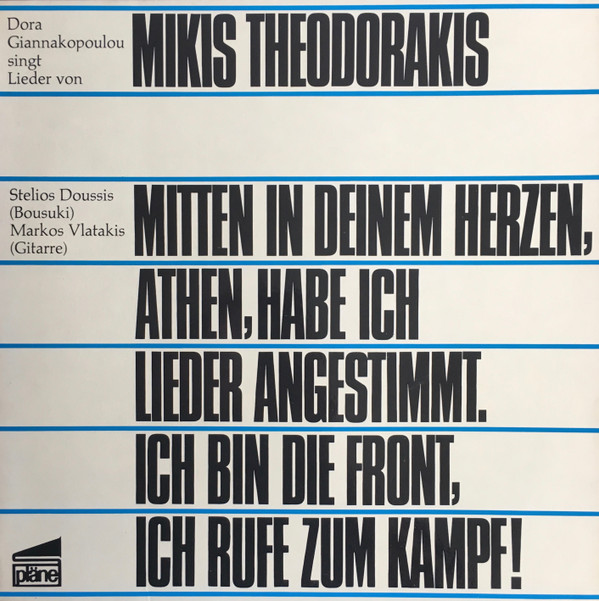 Dora
Giannakopoulou
singt
Lieder von
MIKIS THEODORAKIS
Stelios Doussis
(Bousuki)
Markos Vlatakis
(Gitarre)
MITTEN IN DEINEM HERZEN,
ATHEN, HABE ICH
LIEDER ANGESTIMMT.
ICH BIN DIE FRONT,
ICH RUFE ZUM KAMPF!
pläne